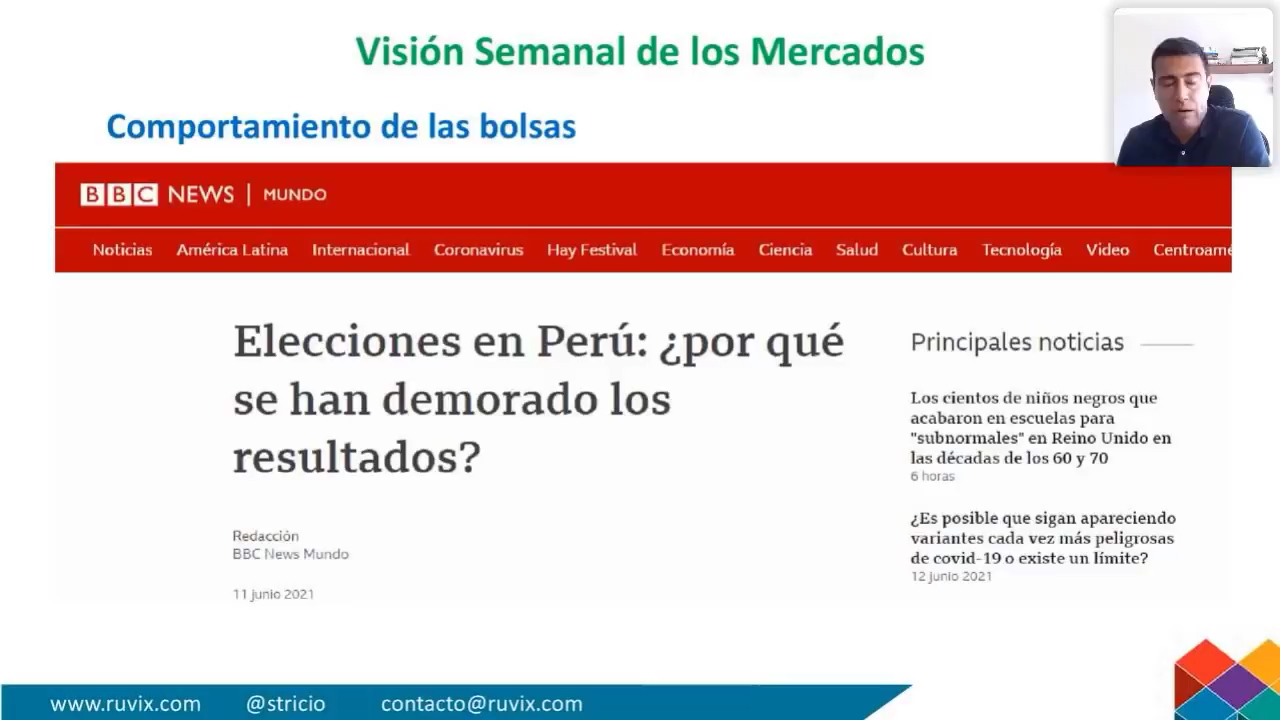 Visión Semanal de los Mercados
Comportamiento de las bolsas
BBC NEWS | MUNDO
Noticias América Latina Internacional Coronavirus Hay Festival Economía Ciencia Salud Cultura Tecnología Video Centroamé
Elecciones en Perú: ¿por qué
se han demorado los
resultados?
Redacción
BBC News Mundo
11 junio 2021
Principales noticias
Los cientos de niños negros que
acabaron en escuelas para
"subnormales" en Reino Unido en
las décadas de los 60 y 70
6 horas
¿Es posible que sigan apareciendo
variantes cada vez más peligrosas
de covid-19 o existe un límite?
12 junio 2021
www.ruvix.com @stricio contacto@ruvix.com